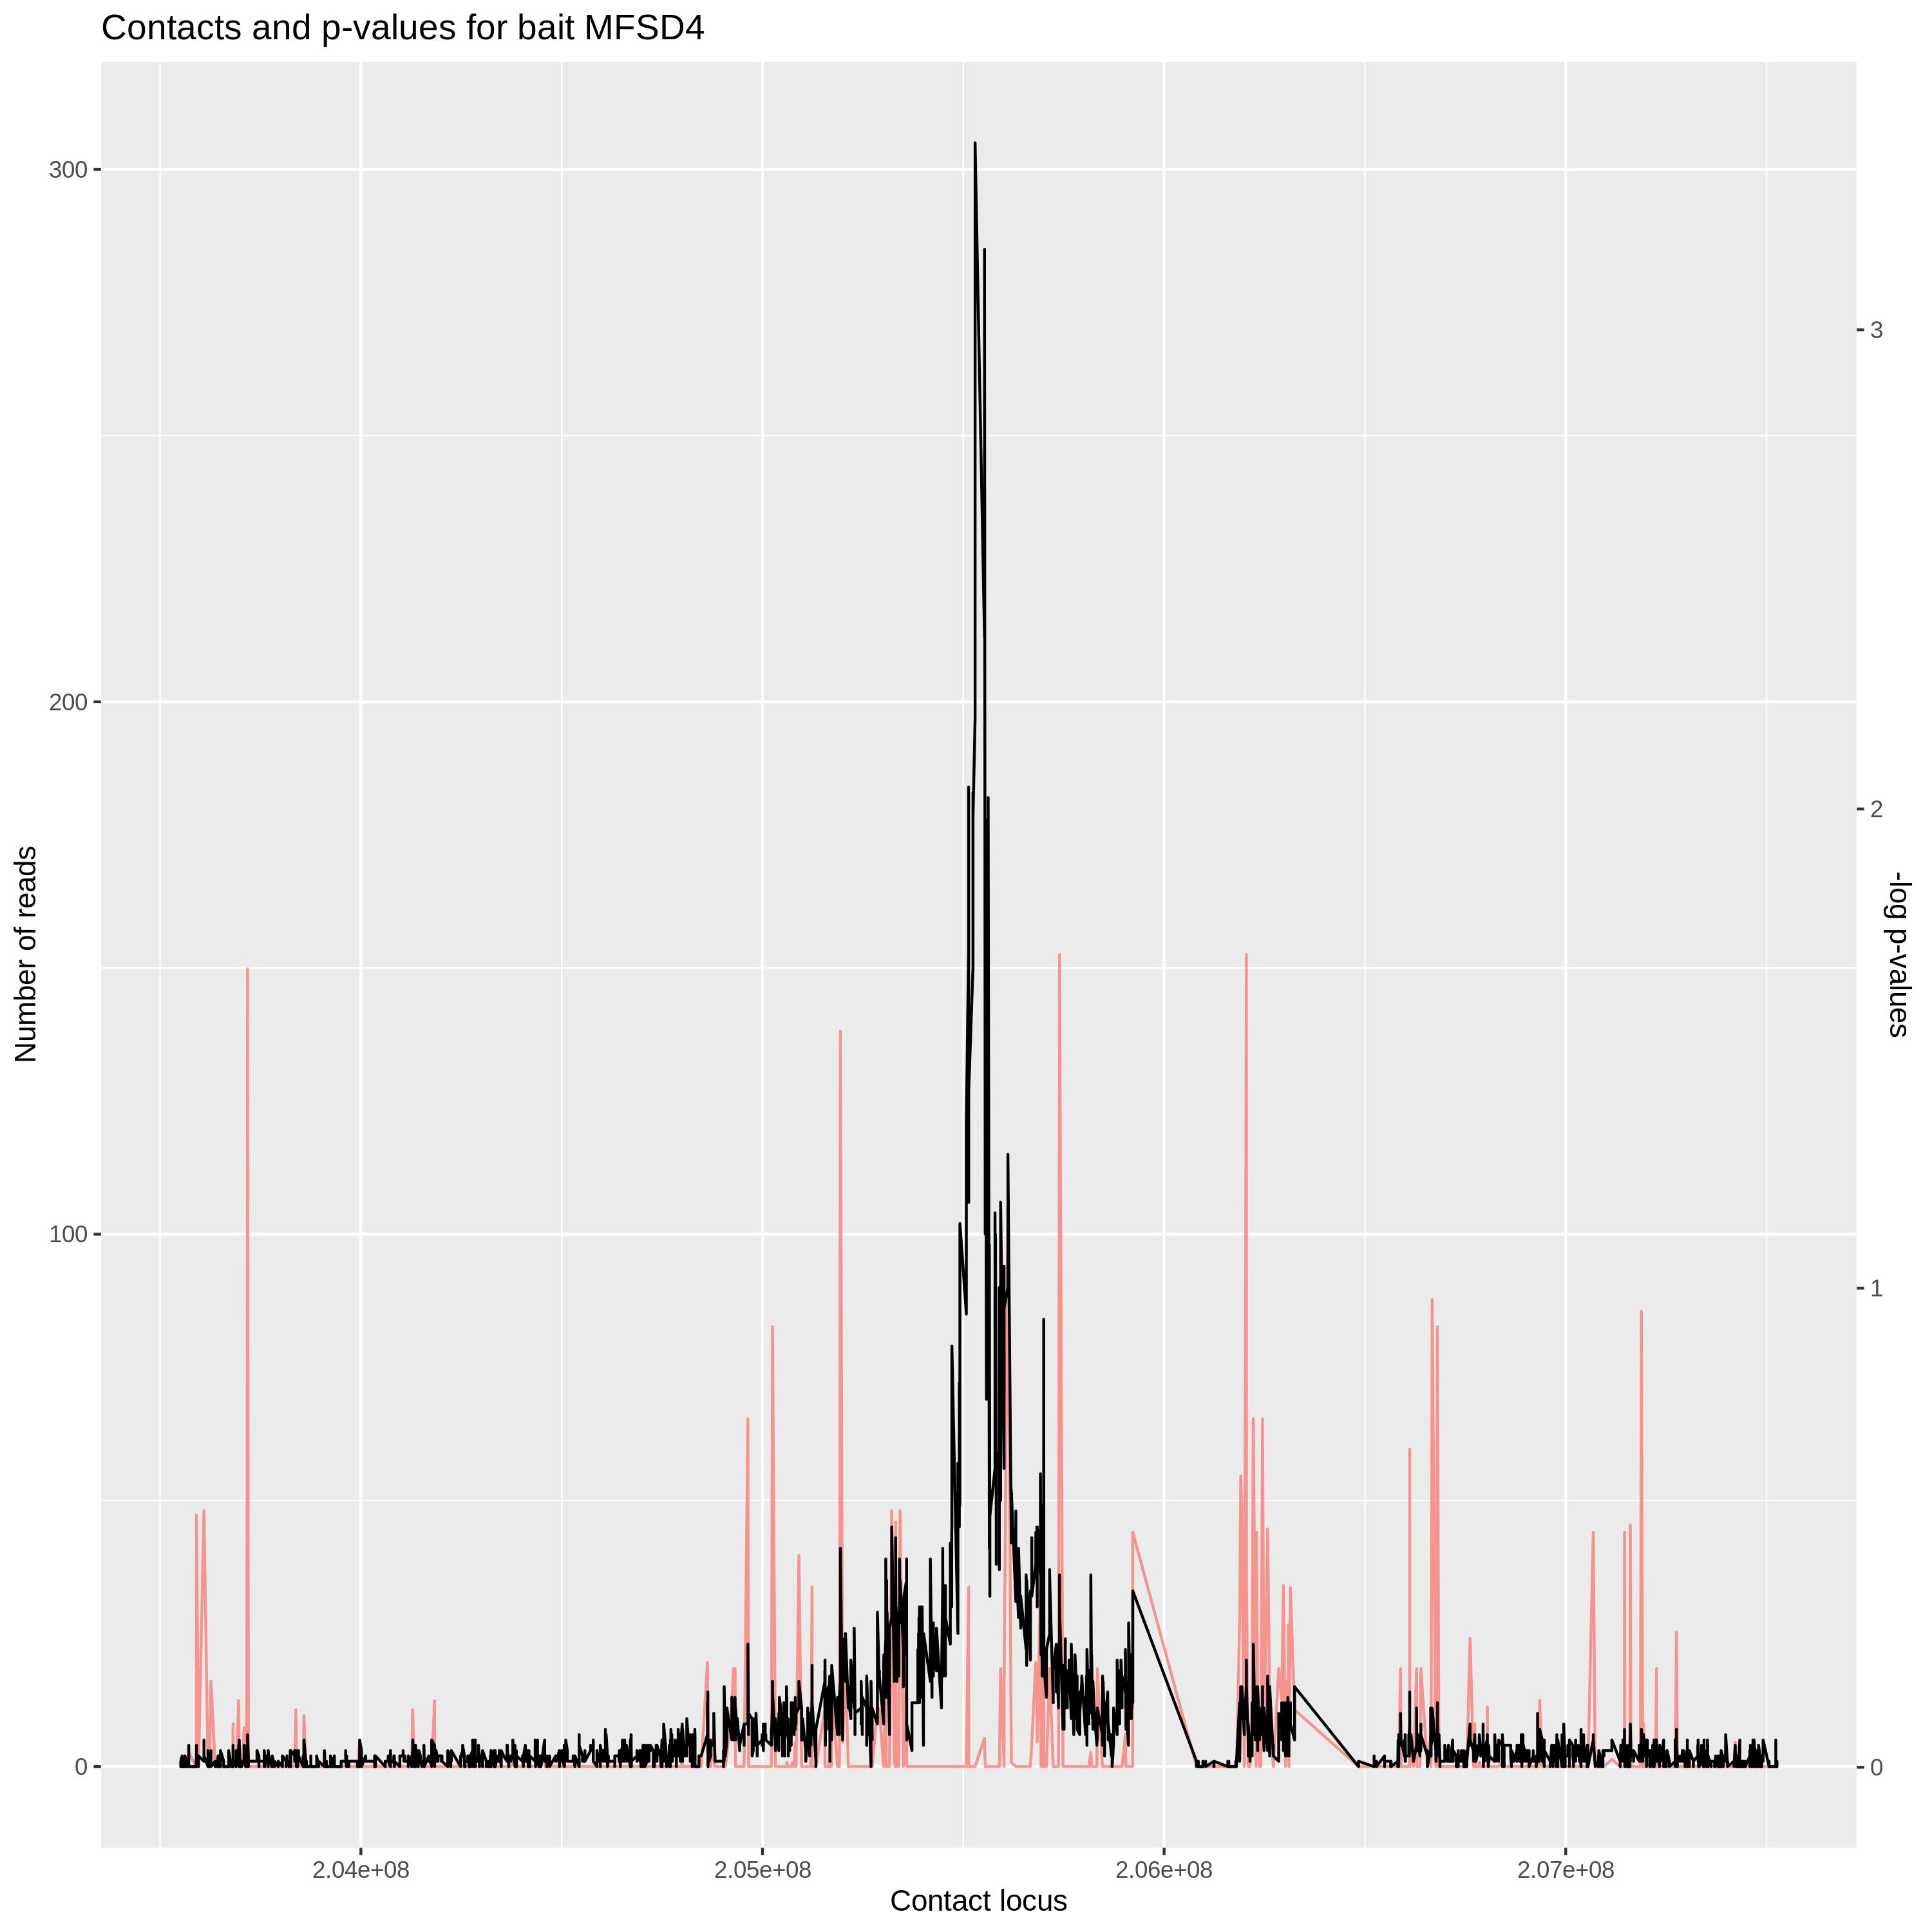 Contacts and p-values for bait MFSD4
300
200
100
0
Number of reads
3
2
1
0
-log p-values
2.04e+08
2.05e+08
2.06e+08
2.07e+08
Contact locus